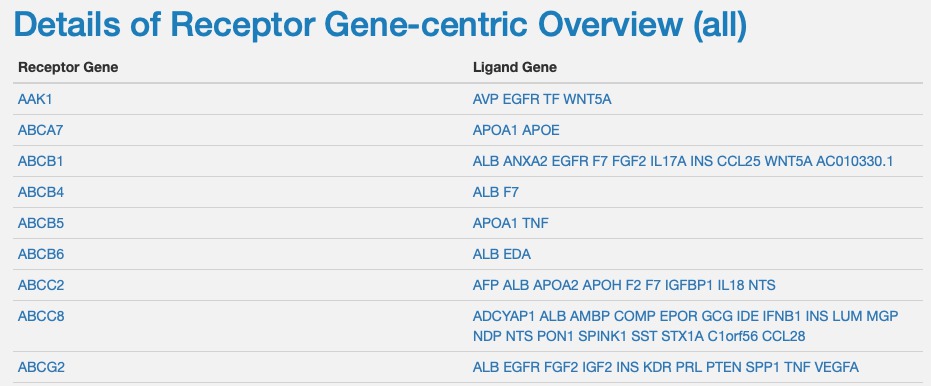 Details of Receptor Gene-centric Overview (all)
Receptor Gene Ligand Gene
AAK1 AVP EGFR TF WNT5A
ABCA7 APOA1 APOE
ABCB1 ALB ANXA2 EGFR F7 FGF2 IL17A INS CCL25 WNT5A AC010330.1
ABCB4 ALB F7
ABCB5 APOA1 TNF
ABCB6 ALB EDA
ABCC2 AFP ALB APOA2 APOH F2 F7 IGFBP1 IL18 NTS
ABCC8 ADCYAP1 ALB AMBP COMP EPOR GCG IDE IFNB1 INS LUM MGP
NDP NTS PON1 SPINK1 SST STX1A C1orf56 CCL28
ABCG2 ALB EGFR FGF2 IGF2 INS KDR PRL PTEN SPP1 TNF VEGFA